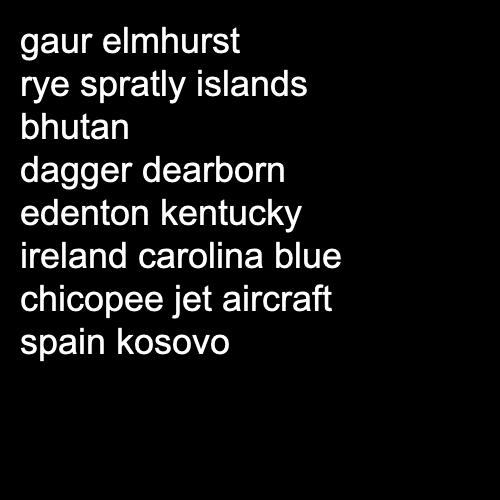 gaur elmhurst
rye spratly islands
bhutan
dagger dearborn
edenton kentucky
ireland carolina blue
chicopee jet aircraft
spain kosovo